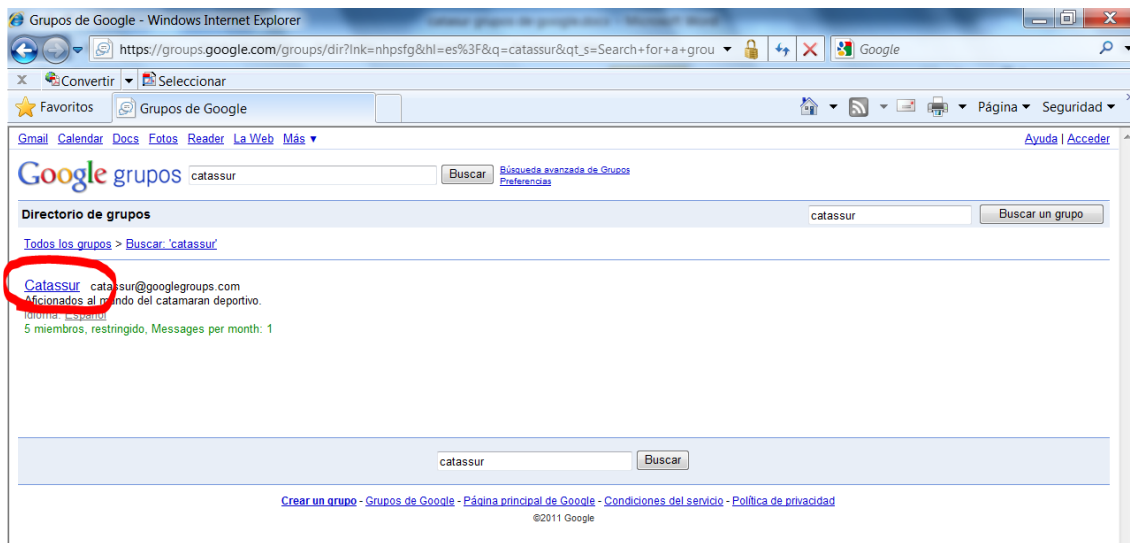 Grupos de Google - Windows Internet Explorer
https://groups.google.com/groups/dir?lnk=nhpsfg&hl=es%3F&q=catassur&qt_s=Search+for+a+grou
Google
x Convertir Seleccionar
Favoritos Grupos de Google Página Seguridad
Gmail Calendar Docs Fotos Reader La Web Más ▼ Ayuda | Acceder
Google grupos catassur Buscar Búsqueda avanzada de Grupos
Preferencias
Directorio de grupos catassur Buscar un grupo
Todos los grupos > Buscar: 'catassur'
Catassur catassur@googlegroups.com
Aficionados al mundo del catamaran deportivo.
Idioma: Español
5 miembros, restringido, Messages per month: 1
catassur Buscar
Crear un grupo - Grupos de Google - Página principal de Google - Condiciones del servicio - Política de privacidad
©2011 Google